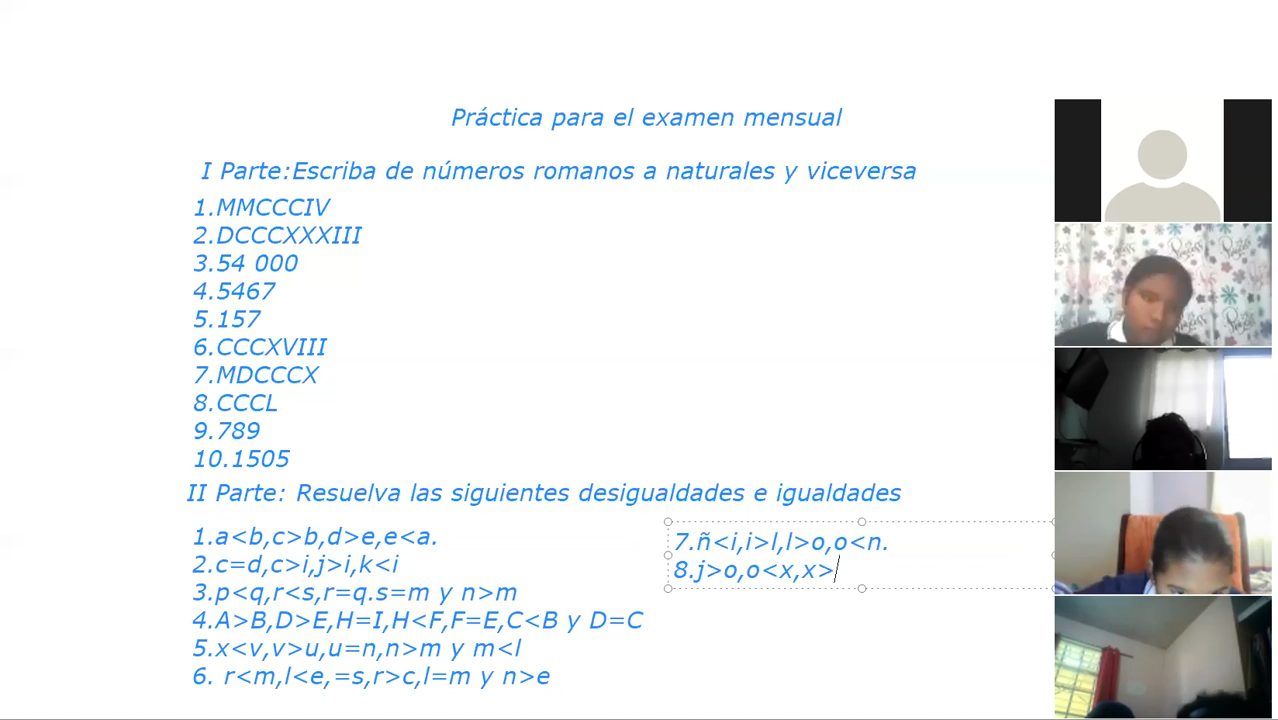 Práctica para el examen mensual
I Parte:Escriba de números romanos a naturales y viceversa
1.MMCCCIV
2.DCCCXXXIII
3.54 000
4.5467
5.157
6.CCCXVIII
7.MDCCCX
8.CCCL
9.789
10.1505
II Parte: Resuelva las siguientes desigualdades e igualdades
1.a<b,c>b,d>e,e<a.
2.c=d,c>i,j>i,k<i
3.p<q,r<s,r=q.s=m y n>m
4.A>B,D>E,H=I,H<F,F=E,C<B y D=C
5.x<v,v>u,u=n,n>m y m<l
6. r<m,l<e,=s,r>c,l=m y n>e
7.ñ<i,i>l,l>o,o<n.
8.j>o,o<x,x>